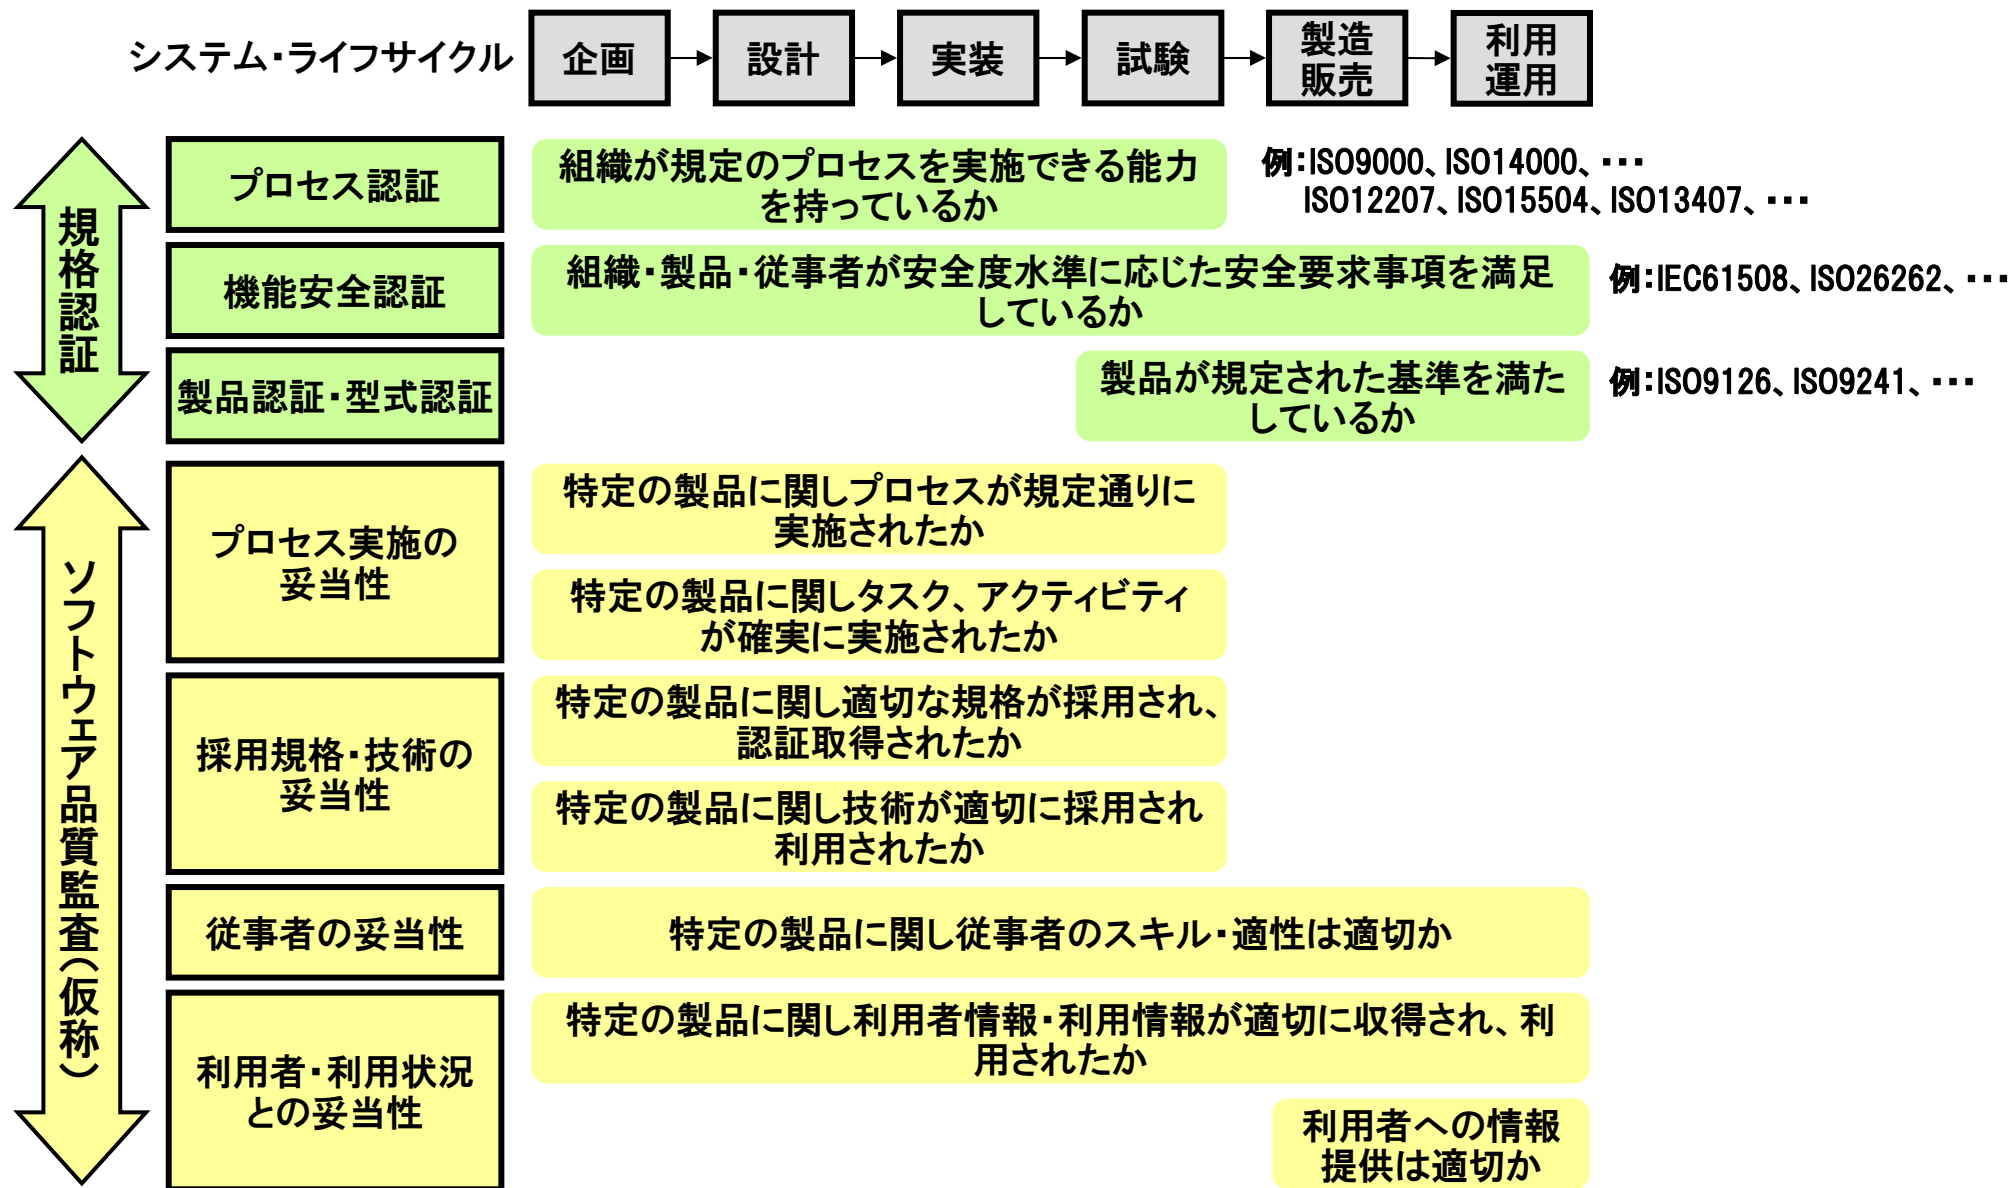 システム・ライフサイクル
企画
設計
実装
試験
製造
販売
利用
運用
規格認証
プロセス認証
組織が規定のプロセスを実施できる能力
を持っているか
例：ISO9000、ISO14000、・・・
ISO12207、ISO15504、ISO13407、・・・
機能安全認証
組織・製品・従事者が安全度水準に応じた安全要求事項を満足
しているか
例：IEC61508、ISO26262、・・・
製品認証・型式認証
製品が規定された基準を満た
しているか
例：ISO9126、ISO9241、・・・
ソフトウェア品質監査（仮称）
プロセス実施の
妥当性
特定の製品に関しプロセスが規定通りに
実施されたか
特定の製品に関しタスク、アクティビティ
が確実に実施されたか
採用規格・技術の
妥当性
特定の製品に関し適切な規格が採用され、
認証取得されたか
特定の製品に関し技術が適切に採用され
利用されたか
従事者の妥当性
特定の製品に関し従事者のスキル・適性は適切か
利用者・利用状況
との妥当性
特定の製品に関し利用者情報・利用情報が適切に収得され、利
用されたか
利用者への情報
提供は適切か